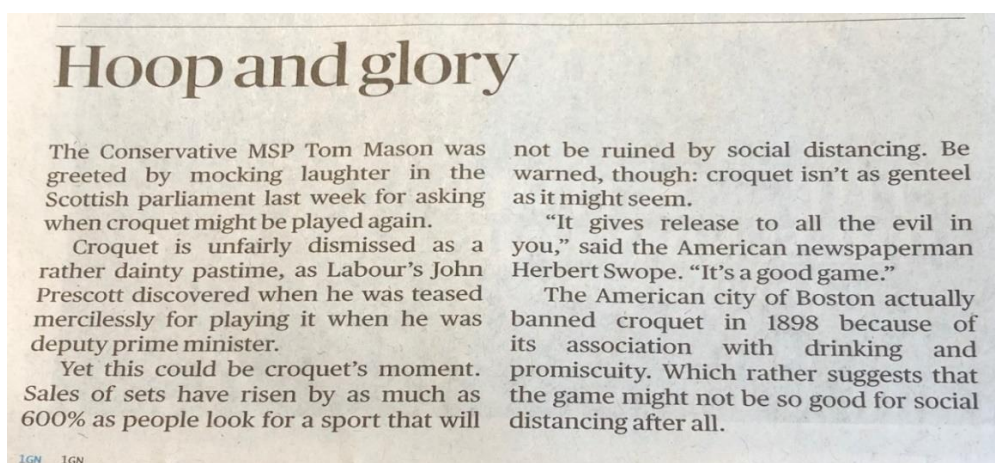 Hoop and glory
The Conservative MSP Tom Mason was
greeted by mocking laughter in the
Scottish parliament last week for asking
when croquet might be played again.
Croquet is unfairly dismissed as a
rather dainty pastime, as Labour’s John
Prescott discovered when he was teased
mercilessly for playing it when he was
deputy prime minister.
Yet this could be croquet’s moment.
Sales of sets have risen by as much as
600% as people look for a sport that will
not be ruined by social distancing. Be
warned, though: croquet isn’t as genteel
as it might seem.
“It gives release to all the evil in
you,” said the American newspaperman
Herbert Swope. “It’s a good game.”
The American city of Boston actually
banned croquet in 1898 because of
its association with drinking and
promiscuity. Which rather suggests that
the game might not be so good for social
distancing after all.
1GN 1GN